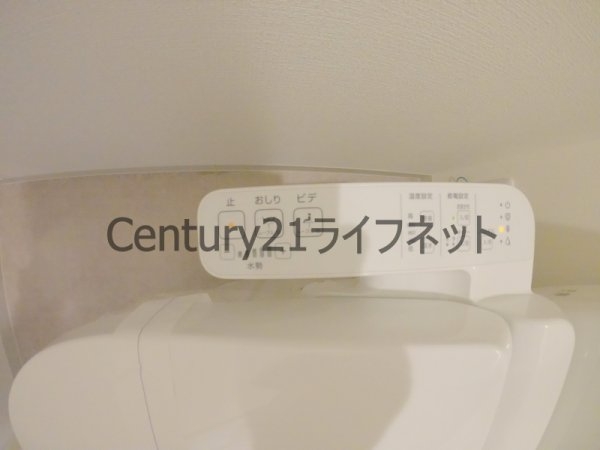 止 おしり ビデ
温度設定 節電設定
Century21ライフネット
水勢